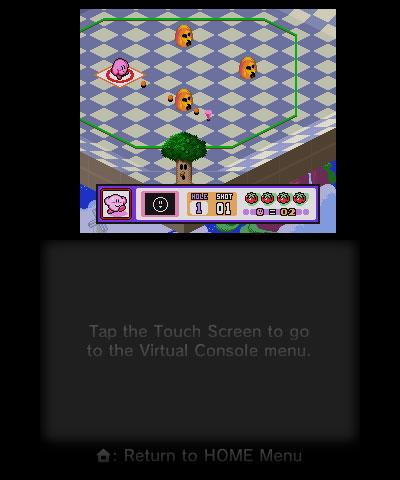 HOLE SHOT
1 01
= 02
Tap the Touch Screen to go
to the Virtual Console menu.
: Return to HOME Menu